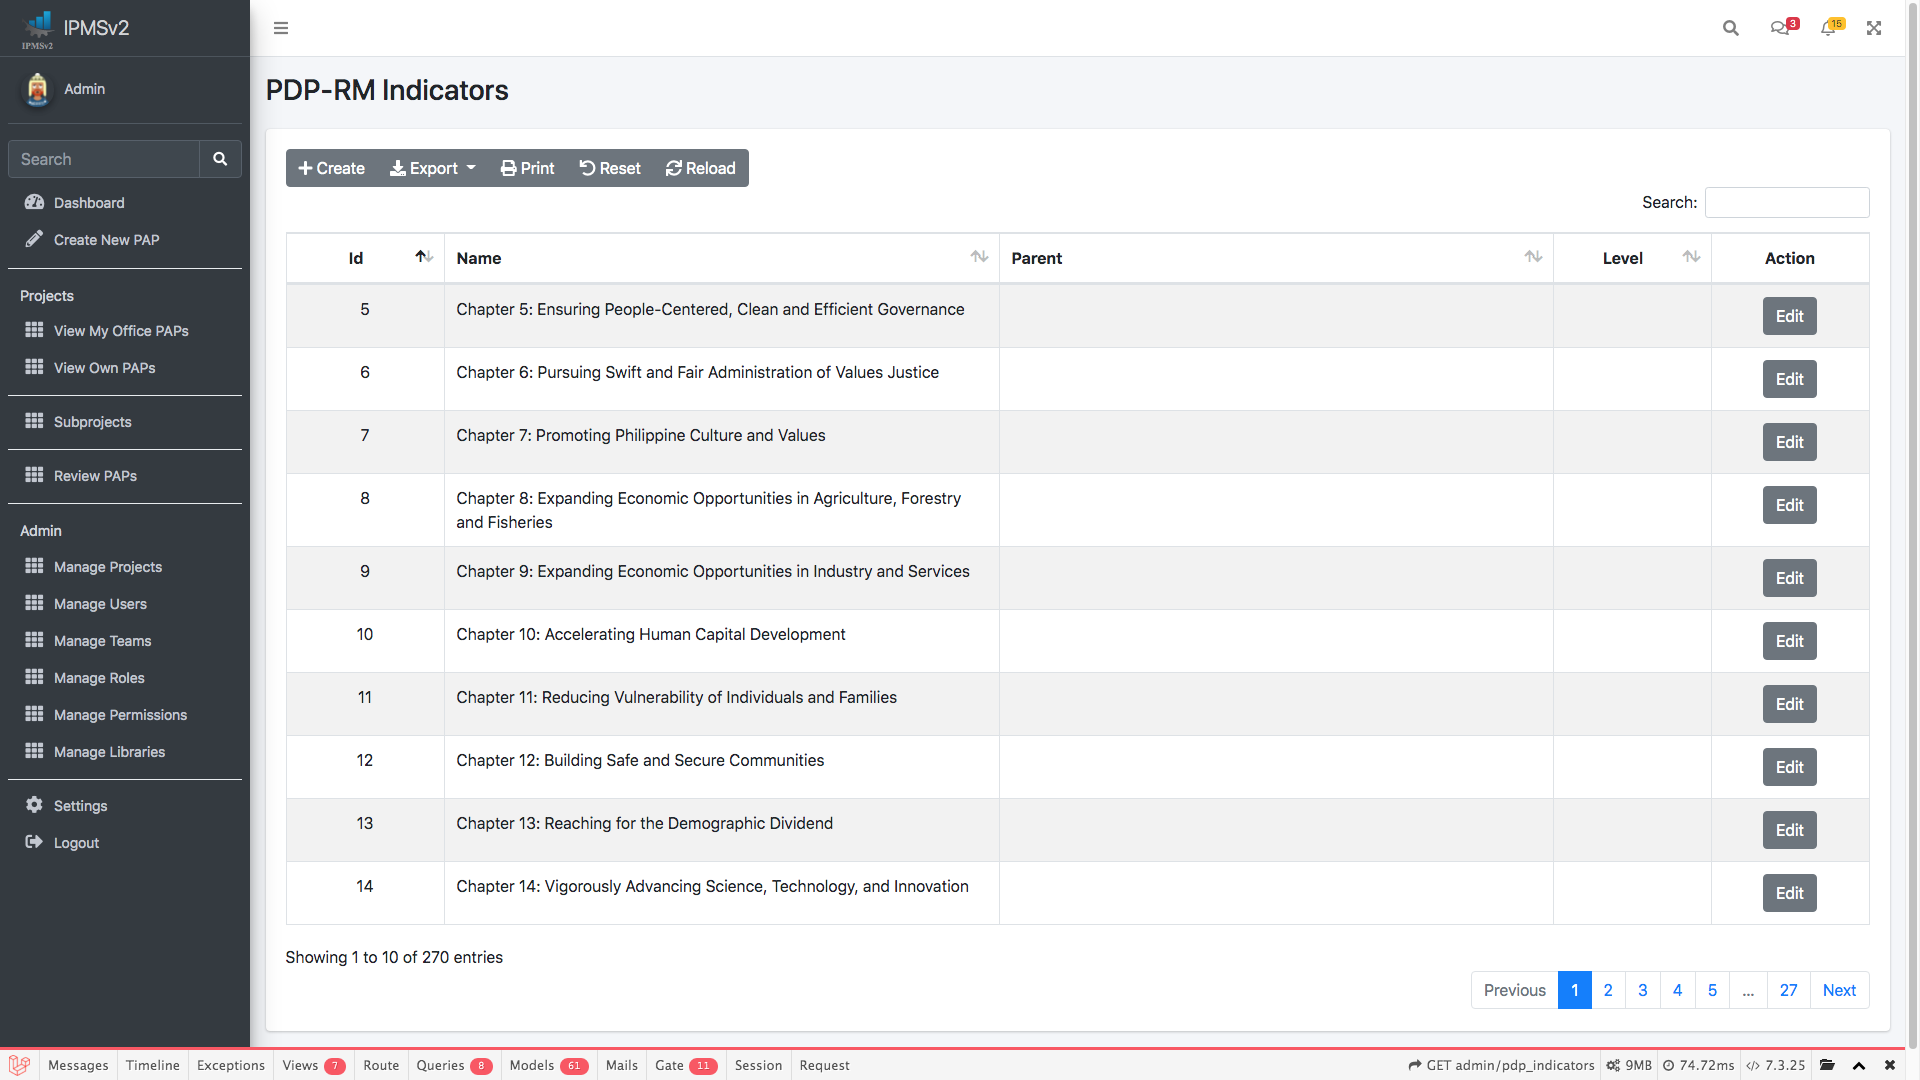 IPMSv2
IPMSv2
Admin
Search
Dashboard
Create New PAP
Projects
View My Office PAPs
View Own PAPs
Subprojects
Review PAPs
Admin
Manage Projects
Manage Users
Manage Teams
Manage Roles
Manage Permissions
Manage Libraries
Settings
Logout
3
15
PDP-RM Indicators
Create Export Print Reset Reload
Search:
Id Name Parent Level Action
5 Chapter 5: Ensuring People-Centered, Clean and Efficient Governance Edit
6 Chapter 6: Pursuing Swift and Fair Administration of Values Justice Edit
7 Chapter 7: Promoting Philippine Culture and Values Edit
8 Chapter 8: Expanding Economic Opportunities in Agriculture, Forestry Edit
and Fisheries
9 Chapter 9: Expanding Economic Opportunities in Industry and Services Edit
10 Chapter 10: Accelerating Human Capital Development Edit
11 Chapter 11: Reducing Vulnerability of Individuals and Families Edit
12 Chapter 12: Building Safe and Secure Communities Edit
13 Chapter 13: Reaching for the Demographic Dividend Edit
14 Chapter 14: Vigorously Advancing Science, Technology, and Innovation Edit
Showing 1 to 10 of 270 entries
Previous 1 2 3 4 5 ... 27 Next
Messages Timeline Exceptions Views 7 Route Queries 8 Models 61 Mails Gate 11 Session Request GET admin/pdp_indicators 9MB 74.72ms 7.3.25